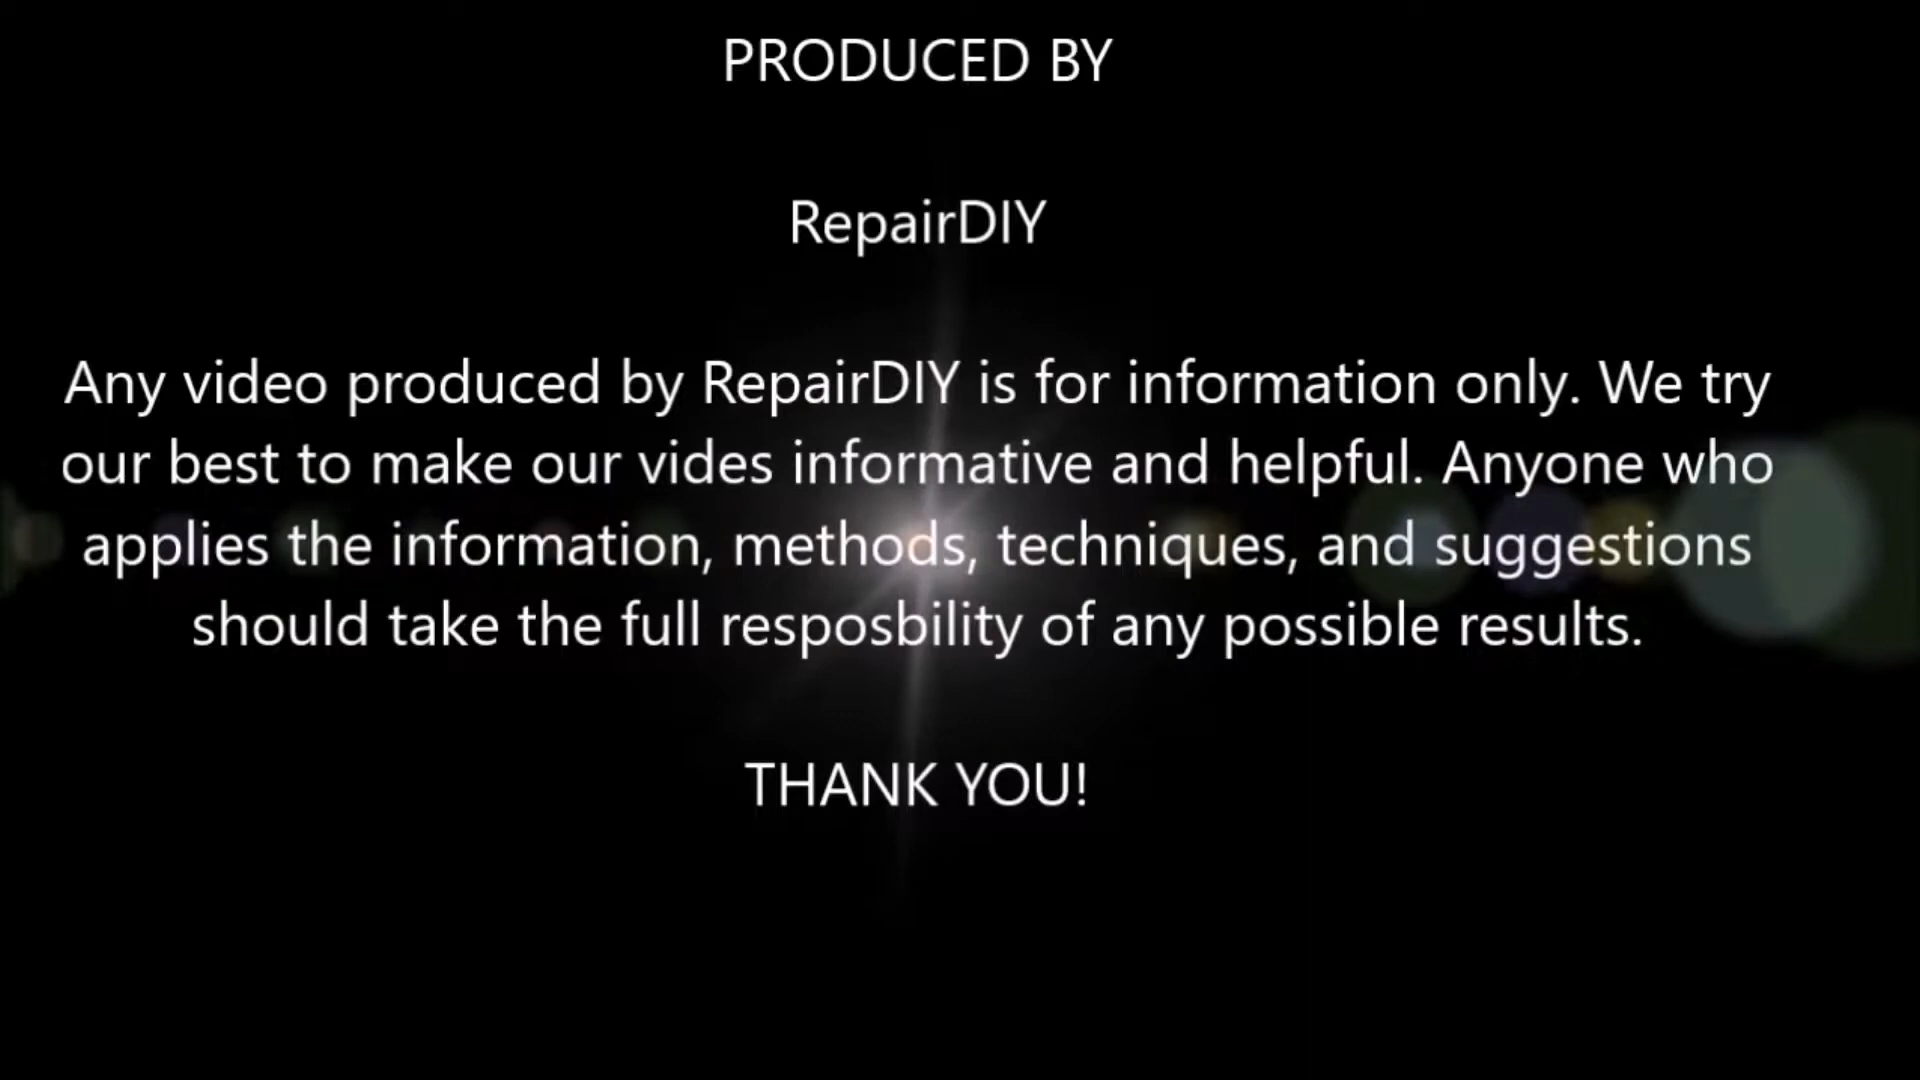 PRODUCED BY
RepairDIY
Any video produced by RepairDIY is for information only. We try
our best to make our vides informative and helpful. Anyone who
applies the information, methods, techniques, and suggestions
should take the full resposbility of any possible results.
THANK YOU!